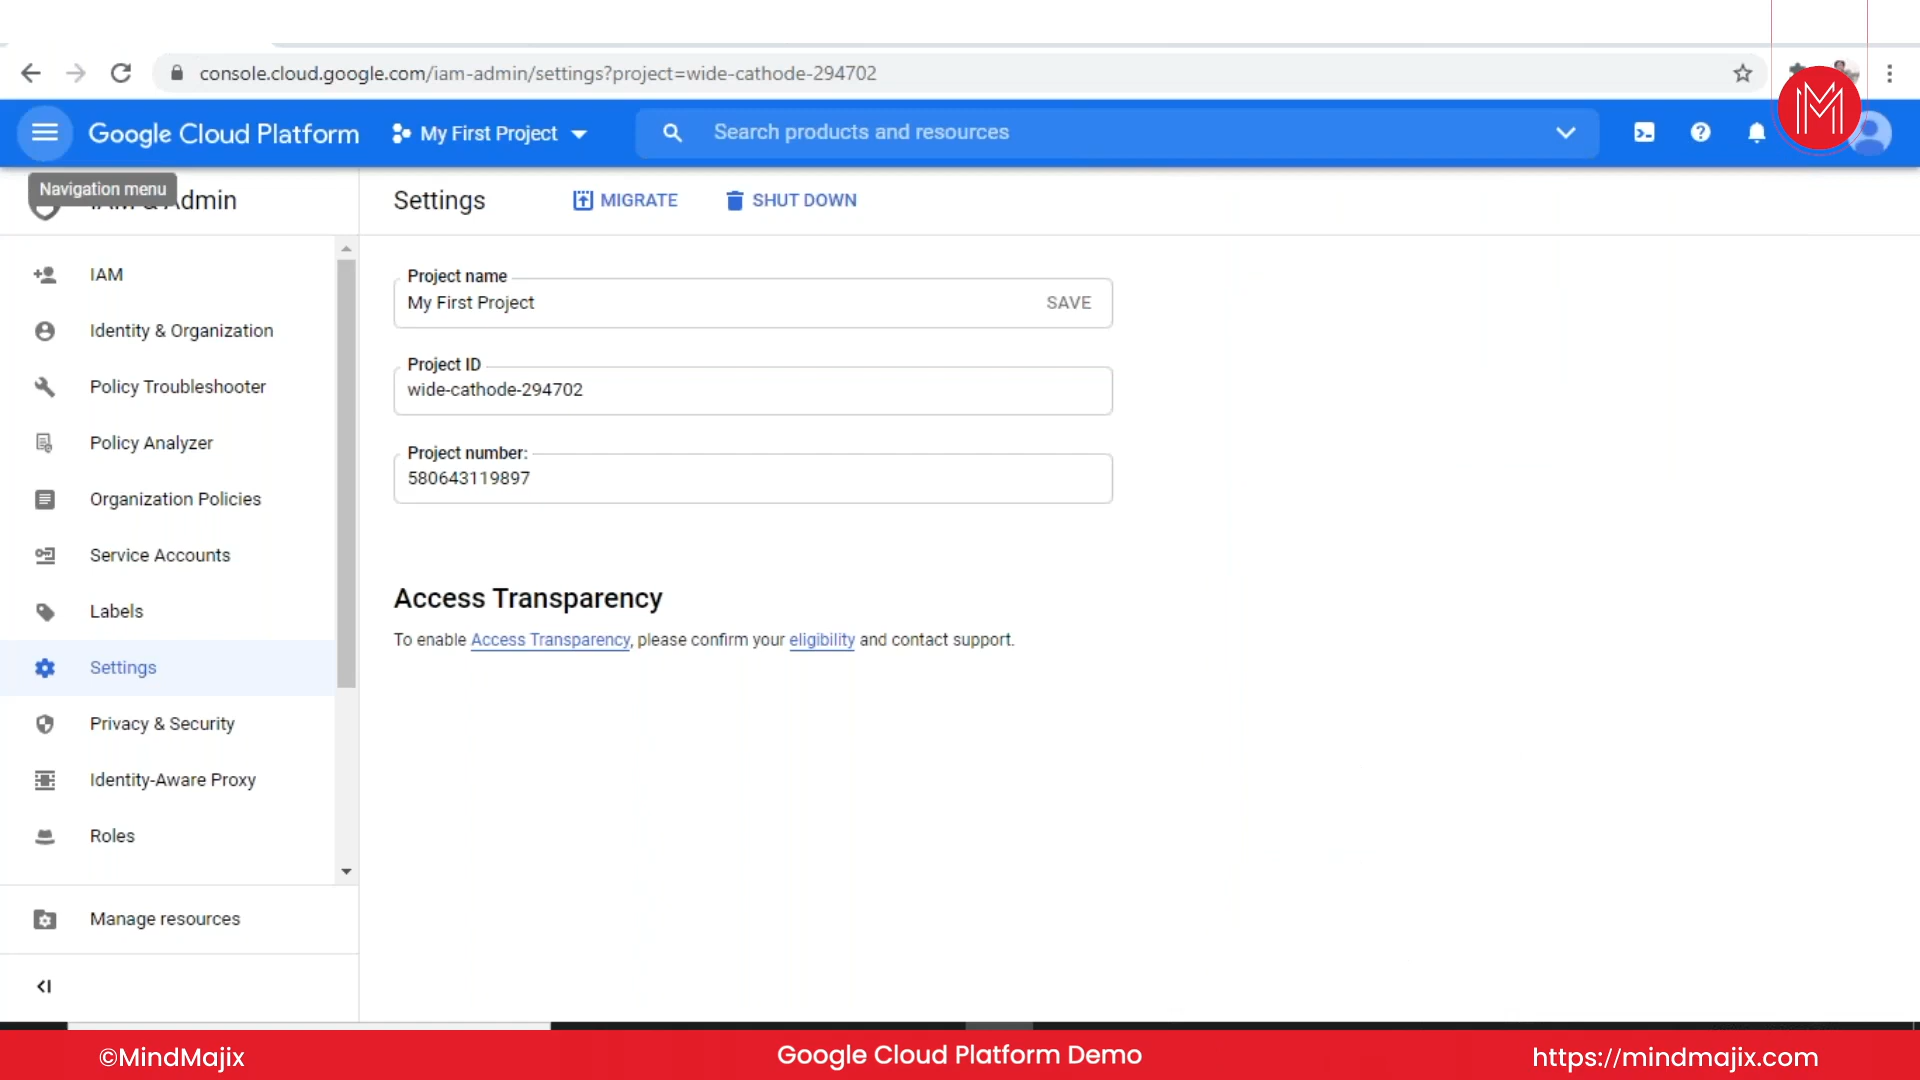 console.cloud.google.com/iam-admin/settings?project=wide-cathode-294702
Google Cloud Platform
My First Project
Search products and resources
Navigation menu
IAM & Admin
Settings
MIGRATE
SHUT DOWN
IAM
Identity & Organization
Policy Troubleshooter
Policy Analyzer
Organization Policies
Service Accounts
Labels
Settings
Privacy & Security
Identity-Aware Proxy
Roles
Manage resources
Project name
My First Project
SAVE
Project ID
wide-cathode-294702
Project number:
580643119897
Access Transparency
To enable Access Transparency, please confirm your eligibility and contact support.
©MindMajix
Google Cloud Platform Demo
https://mindmajix.com